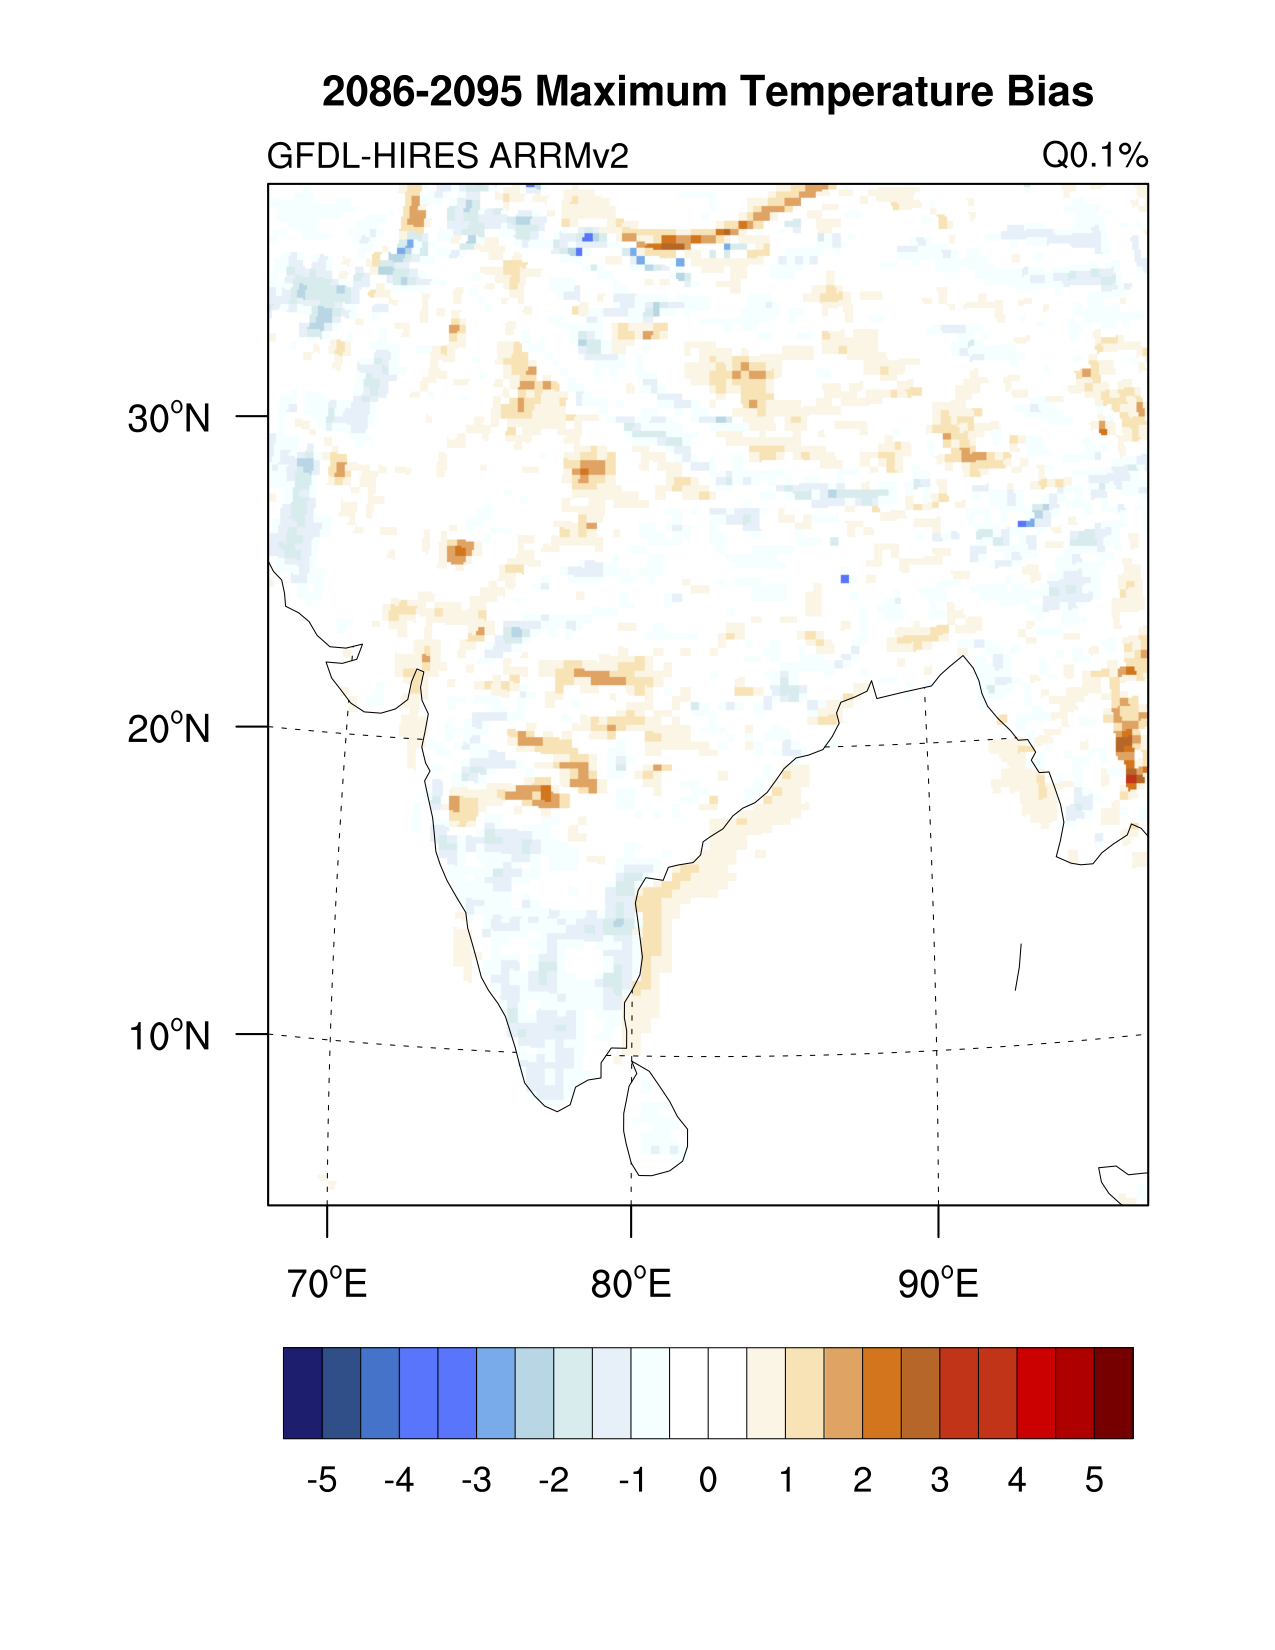 2086-2095 Maximum Temperature Bias
GFDL-HIRES ARRMv2 Q0.1%
30°N
20°N
10°N
70°E 80°E 90°E
-5 -4 -3 -2 -1 0 1 2 3 4 5